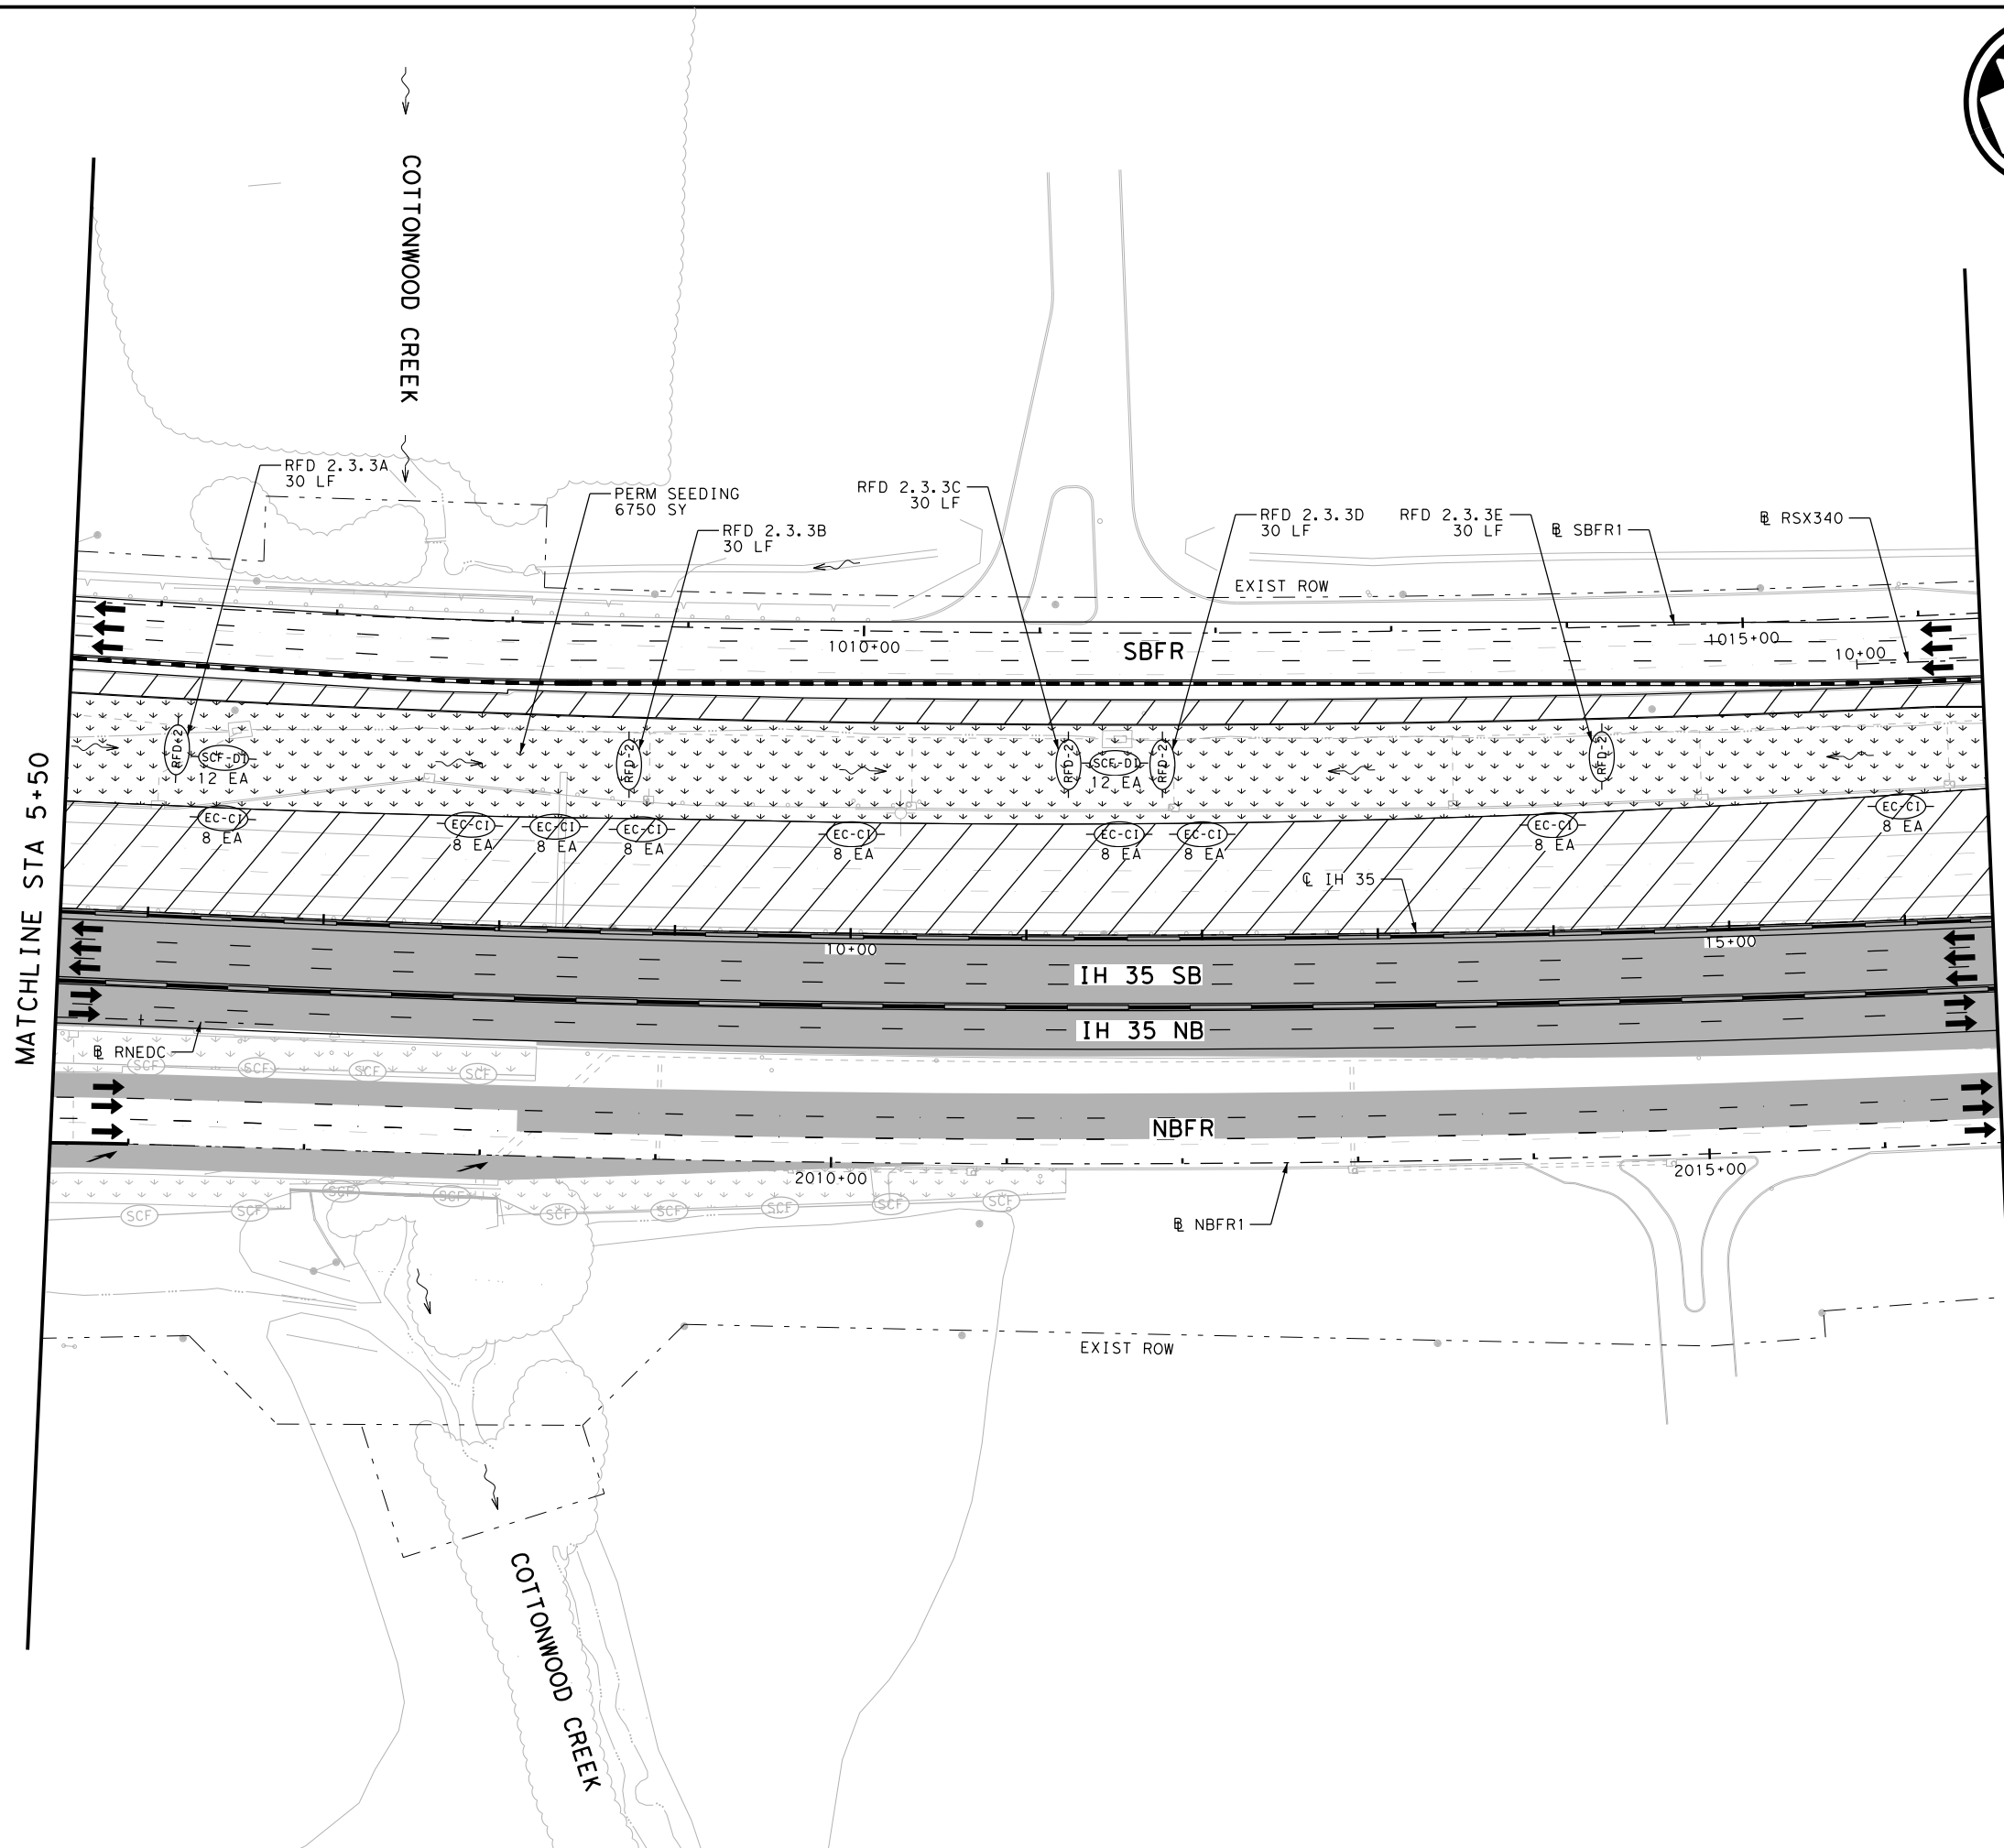 COTTONWOOD CREEK
RFD 2.3.3A
30 LF
PERM SEEDING
6750 SY
RFD 2.3.3B
30 LF
RFD 2.3.3C
30 LF
RFD 2.3.3D
30 LF
RFD 2.3.3E
30 LF
℄ SBFR1
℄ RSX340
EXIST ROW
1010+00
SBFR
1015+00
10+00
RFD-2
SCF-DI
12 EA
RFD-2
RFD-2
SCF-DI
12 EA
RFD-2
RFD-2
EC-CI
8 EA
EC-CI
8 EA
EC-CI
8 EA
EC-CI
8 EA
EC-CI
8 EA
EC-CI
8 EA
EC-CI
8 EA
EC-CI
8 EA
EC-CI
8 EA
MATCHLINE STA 5+50
℄ IH 35
10+00
15+00
IH 35 SB
IH 35 NB
℄ RNEDC
SCF
SCF
SCF
SCF
NBFR
2010+00
2015+00
SCF
SCF
SCF
SCF
SCF
SCF
SCF
SCF
SCF
℄ NBFR1
EXIST ROW
COTTONWOOD CREEK